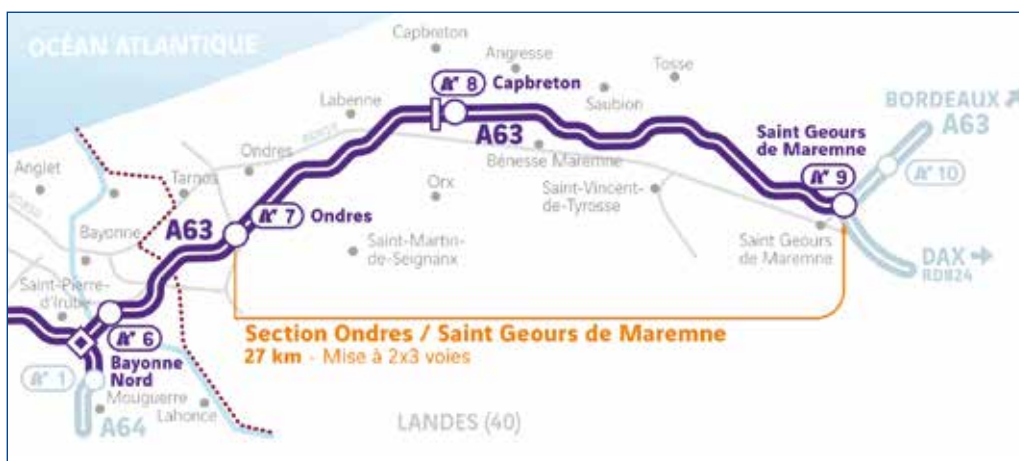 OCÉAN ATLANTIQUE
Capbreton
Angresse
Tosse
8 Capbreton
Labenne
Saubion
BORDEAUX
A63
A63
Saint Geours
de Maremne
Ondres
Bénesse Maremne
10
Anglet
Tarnos
9
Orx
Saint-Vincent-
de-Tyrosse
7 Ondres
A63
Bayonne
Saint-Martin-
de-Seignanx
Saint Geours
de Maremne
DAX
RD824
Saint-Pierre-
d'Irube
Section Ondres / Saint Geours de Maremne
6
27 km - Mise à 2x3 voies
Bayonne
Nord
1
Mouguerre
Lahonce
LANDES (40)
A64